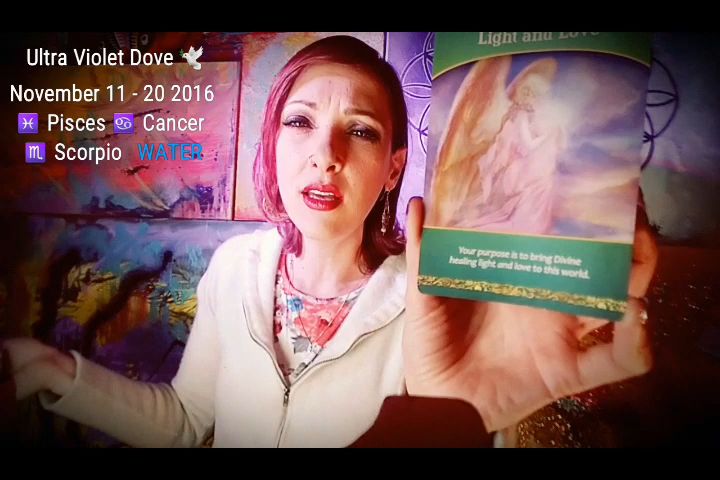 Ultra Violet Dove 🕊
November 11 - 20 2016
♓ Pisces ♋ Cancer
♏ Scorpio WATER
Light and Love
Your purpose is to bring Divine
healing light and love to this world.